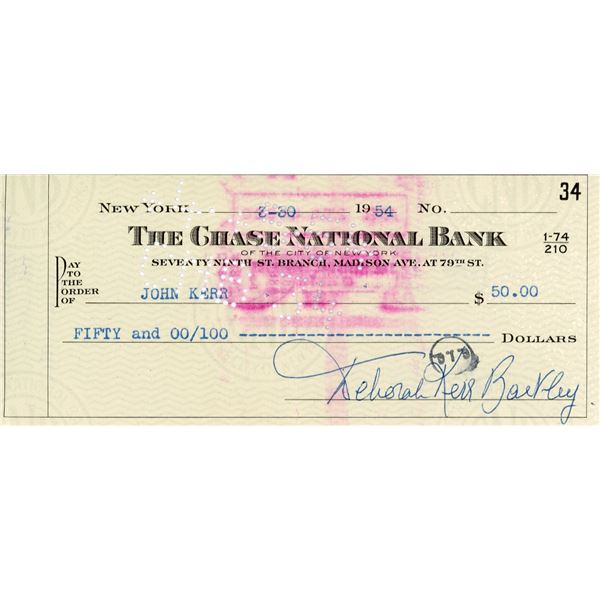 34
NEW YORK 3-30 1954 No.
THE CHASE NATIONAL BANK 1-74
OF THE CITY OF NEW YORK 210
SEVENTY NINTH ST. BRANCH, MADISON AVE. AT 79TH ST.
PAY TO THE ORDER OF JOHN KERR $ 50.00
FIFTY and 00/100 ------------------------------- DOLLARS
Deborah Kerr Bartley